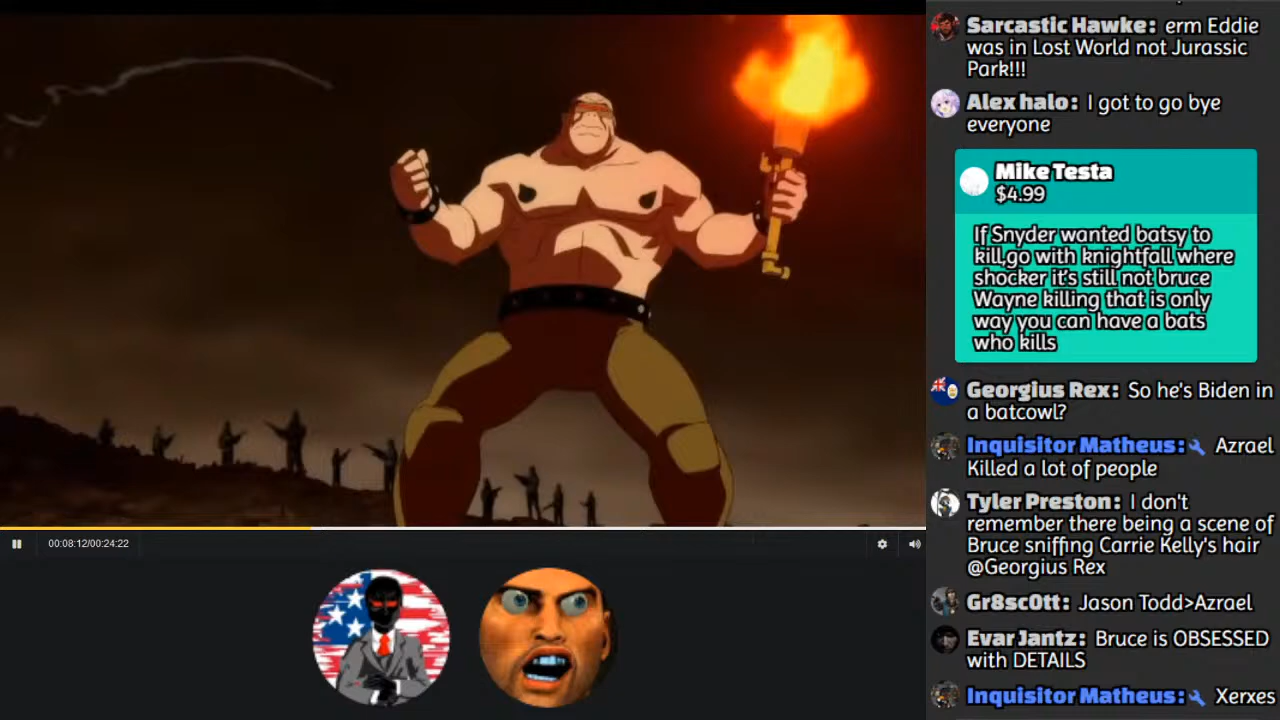 Sarcastic Hawke: erm Eddie
was in Lost World not Jurassic
Park!!!
Alex halo: I got to go bye
everyone
Mike Testa
$4.99
If Snyder wanted batsy to
kill,go with knightfall where
shocker it's still not bruce
Wayne killing that is only
way you can have a bats
who kills
Georgius Rex: So he's Biden in
a batcowl?
Inquisitor Matheus: Azrael
Killed a lot of people
Tyler Preston: I don't
remember there being a scene of
Bruce sniffing Carrie Kelly's hair
@Georgius Rex
Gr8sc0tt: Jason Todd>Azrael
Evar Jantz: Bruce is OBSESSED
with DETAILS
Inquisitor Matheus: Xerxes
00:08:12/00:24:22